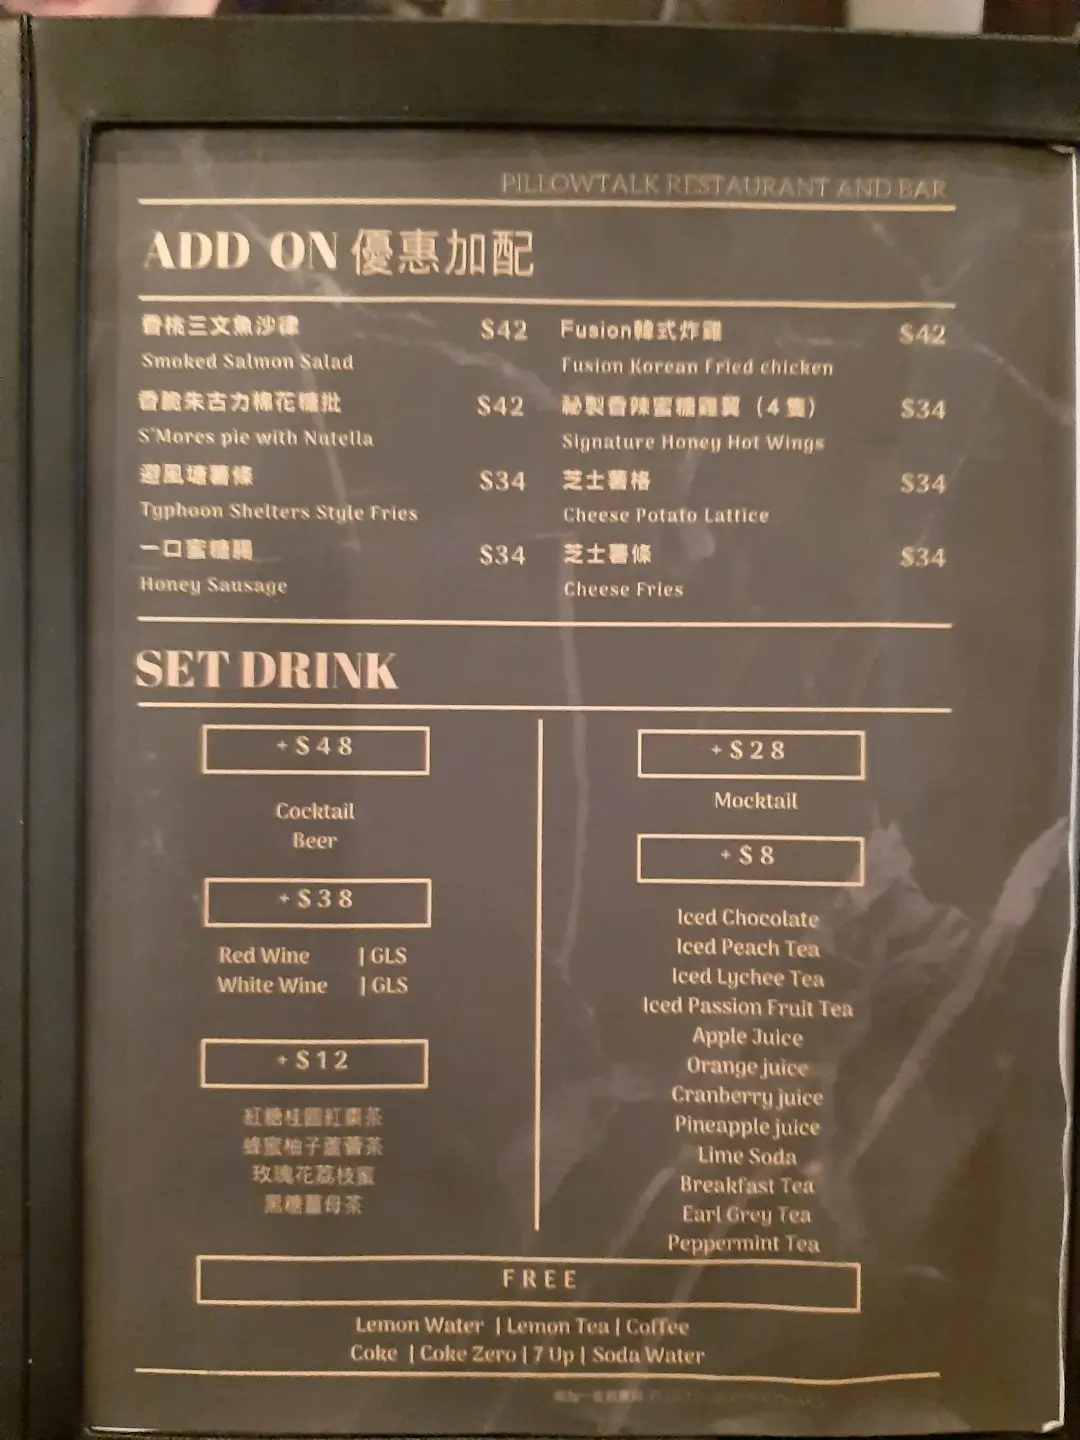 PILLOWTALK RESTAURANT AND BAR
ADD ON 優惠加配
香桃三文魚沙律 $42
Smoked Salmon Salad
香脆朱古力棉花糖批 $42
S'Mores pie with Nutella
避風塘薯條 $34
Typhoon Shelters Style Fries
一口蜜糖腸 $34
Honey Sausage
Fusion韓式炸雞 $42
Fusion Korean Fried chicken
秘製香辣蜜糖雞翼（4隻） $34
Signature Honey Hot Wings
芝士薯格 $34
Cheese Potato Lattice
芝士薯條 $34
Cheese Fries
SET DRINK
+$48
Cocktail
Beer
+$38
Red Wine | GLS
White Wine | GLS
+$12
紅糖桂圓紅棗茶
蜂蜜柚子蘆薈茶
玫瑰花荔枝蜜
黑糖薑母茶
+$28
Mocktail
+$8
Iced Chocolate
Iced Peach Tea
Iced Lychee Tea
Iced Passion Fruit Tea
Apple Juice
Orange juice
Cranberry juice
Pineapple juice
Lime Soda
Breakfast Tea
Earl Grey Tea
Peppermint Tea
FREE
Lemon Water | Lemon Tea | Coffee
Coke | Coke Zero | 7 Up | Soda Water